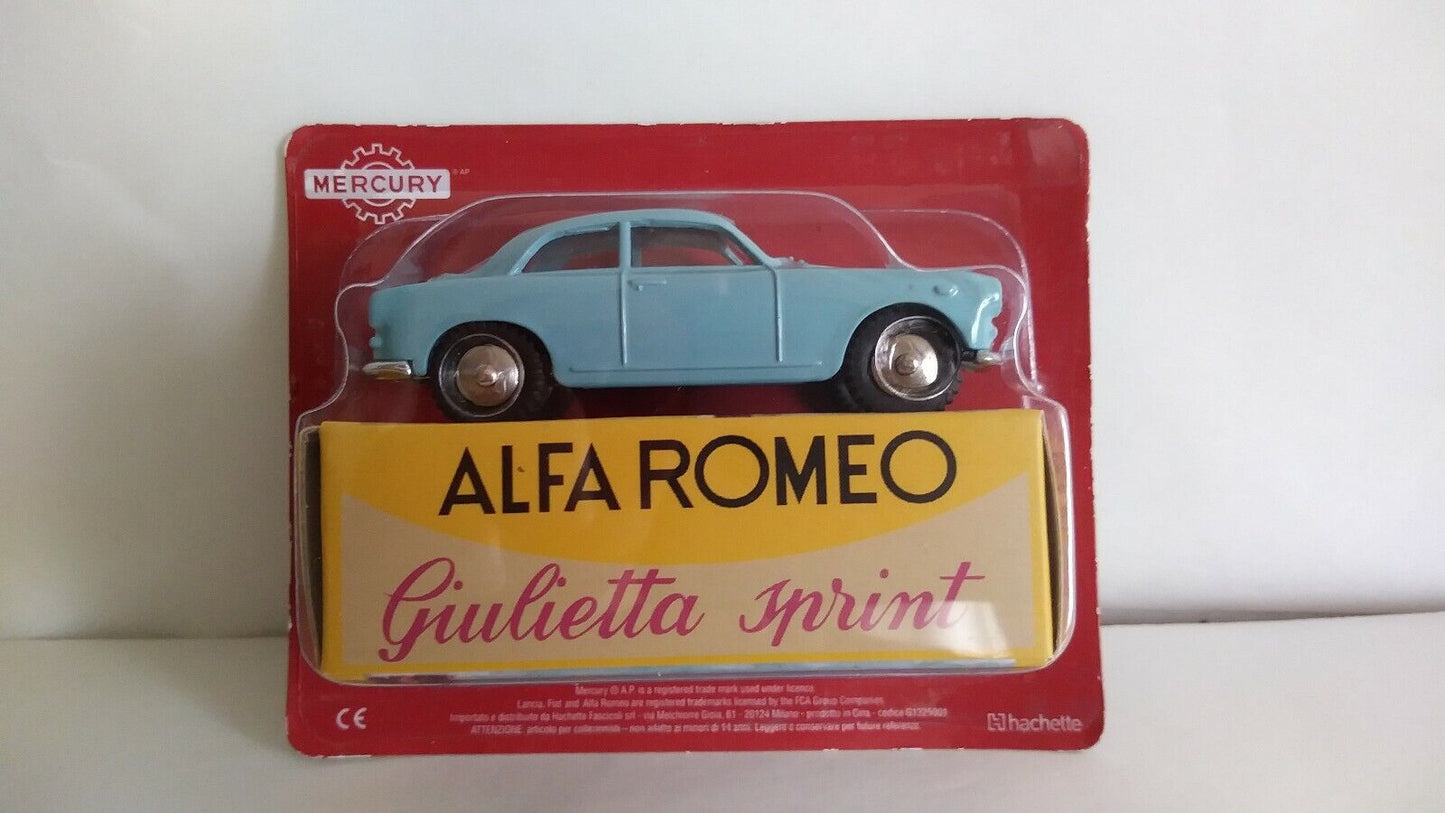 MERCURY
® AP
ALFA ROMEO
Giulietta sprint
Mercury ® A.P. is a registered trade mark used under licence.
Lancia, Fiat and Alfa Romeo are registered trademarks licensed by the FCA Group Companies
Importato e distribuito da Hachette Fascicoli srl - via Melchiorre Gioia, 81 - 20124 Milano - prodotto in Cina - codice
ATTENZIONE: articolo per collezionisti - non adatto ai minori di 14 anni. Leggere e conservare per future referenze.
CE
hachette